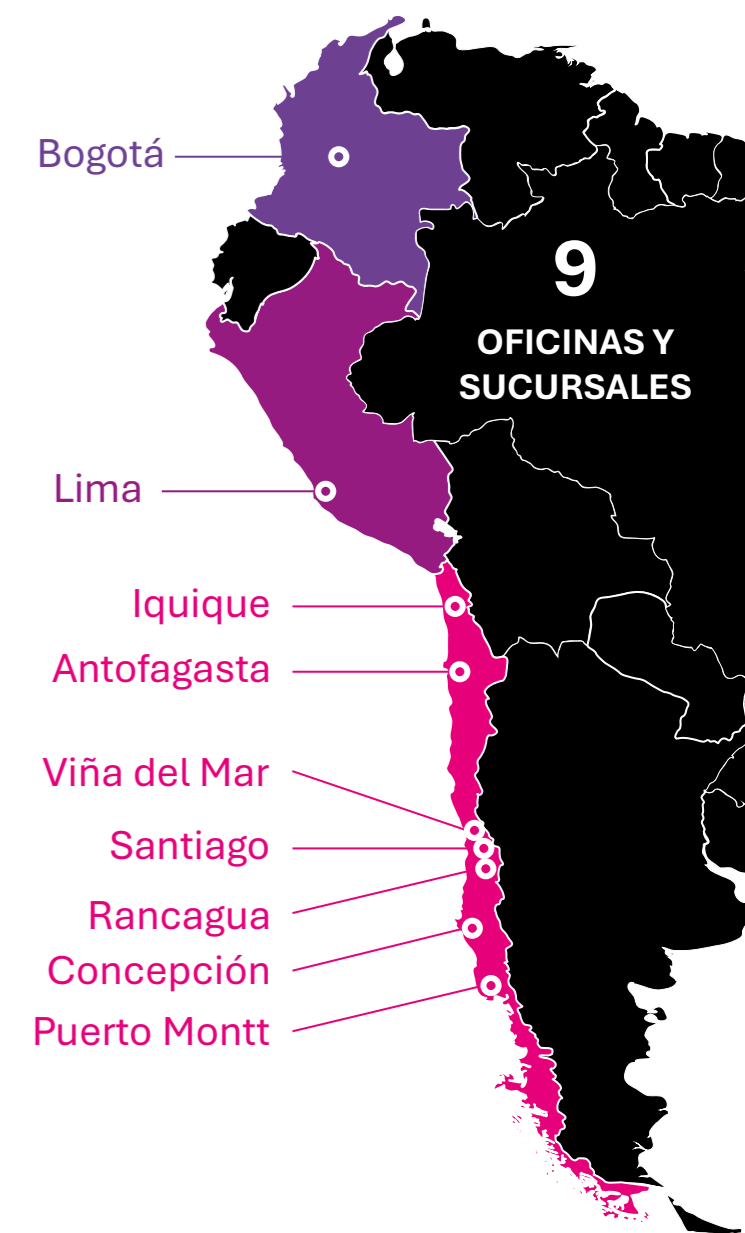 Bogotá
9
OFICINAS Y
SUCURSALES
Lima
Iquique
Antofagasta
Viña del Mar
Santiago
Rancagua
Concepción
Puerto Montt